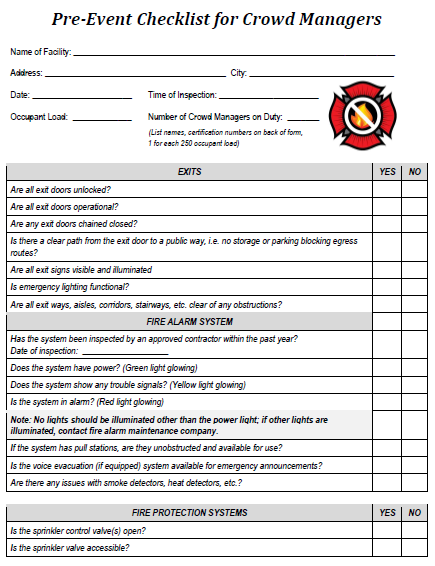 Pre-Event Checklist for Crowd Managers
Name of Facility:
Address: City:
Date: Time of Inspection:
Occupant Load: Number of Crowd Managers on Duty:
(List names, certification numbers on back of form,
1 for each 250 occupant load)
EXITS YES NO
Are all exit doors unlocked?
Are all exit doors operational?
Are any exit doors chained closed?
Is there a clear path from the exit door to a public way, i.e. no storage or parking blocking egress
routes?
Are all exit signs visible and illuminated
Is emergency lighting functional?
Are all exit ways, aisles, corridors, stairways, etc. clear of any obstructions?
FIRE ALARM SYSTEM
Has the system been inspected by an approved contractor within the past year?
Date of inspection:
Does the system have power? (Green light glowing)
Does the system show any trouble signals? (Yellow light glowing)
Is the system in alarm? (Red light glowing)
Note: No lights should be illuminated other than the power light; if other lights are
illuminated, contact fire alarm maintenance company.
If the system has pull stations, are they unobstructed and available for use?
Is the voice evacuation (if equipped) system available for emergency announcements?
Are there any issues with smoke detectors, heat detectors, etc.?
FIRE PROTECTION SYSTEMS YES NO
Is the sprinkler control valve(s) open?
Is the sprinkler valve accessible?